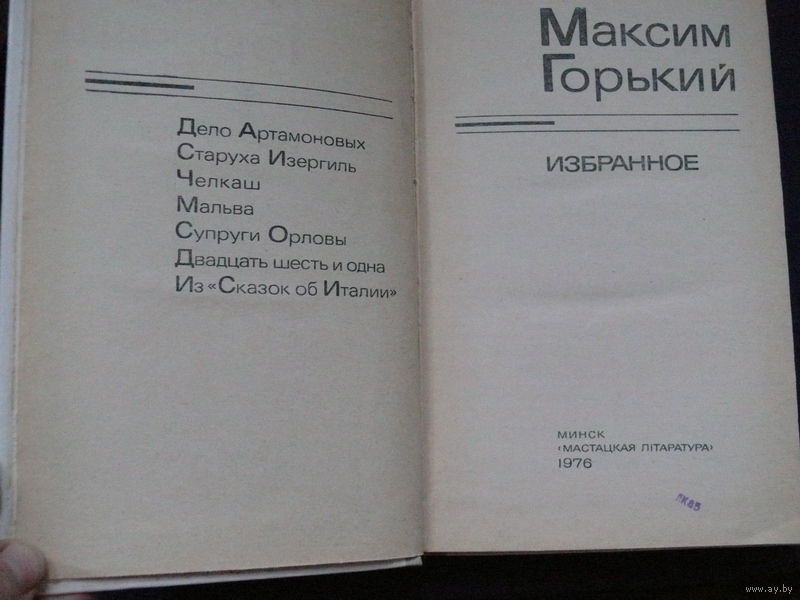 Дело Артамоновых
Старуха Изергиль
Челкаш
Мальва
Супруги Орловы
Двадцать шесть и одна
Из «Сказок об Италии»
Максим
Горький
ИЗБРАННОЕ
МИНСК
«МАСТАЦКАЯ ЛІТАРАТУРА»
1976
www.ay.by